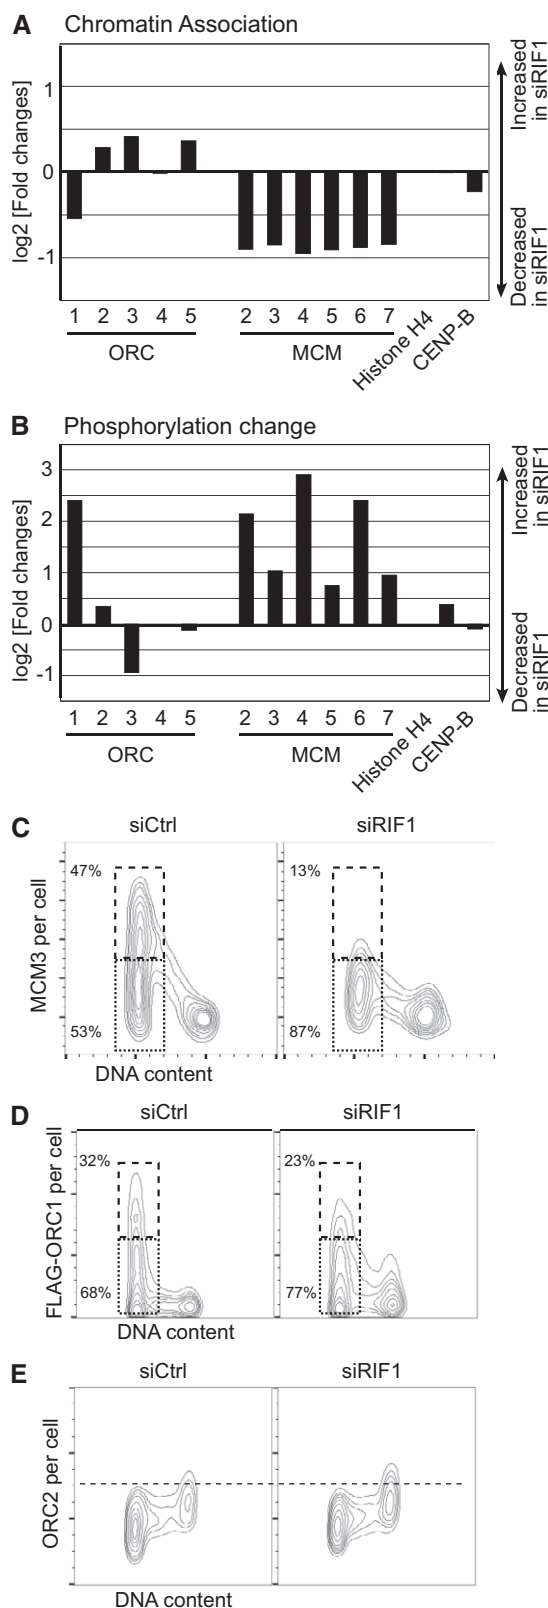 A Chromatin Association
log2 [Fold changes]
1
0
-1
Increased
in siRIF1
Decreased
in siRIF1
1 2 3 4 5 2 3 4 5 6 7
ORC MCM Histone H4 CENP-B
B Phosphorylation change
log2 [Fold changes]
3
2
1
0
-1
Increased
in siRIF1
Decreased
in siRIF1
1 2 3 4 5 2 3 4 5 6 7
ORC MCM Histone H4 CENP-B
C
siCtrl siRIF1
MCM3 per cell
47% 13%
53% 87%
DNA content
D
siCtrl siRIF1
FLAG-ORC1 per cell
32% 23%
68% 77%
DNA content
E
siCtrl siRIF1
ORC2 per cell
DNA content